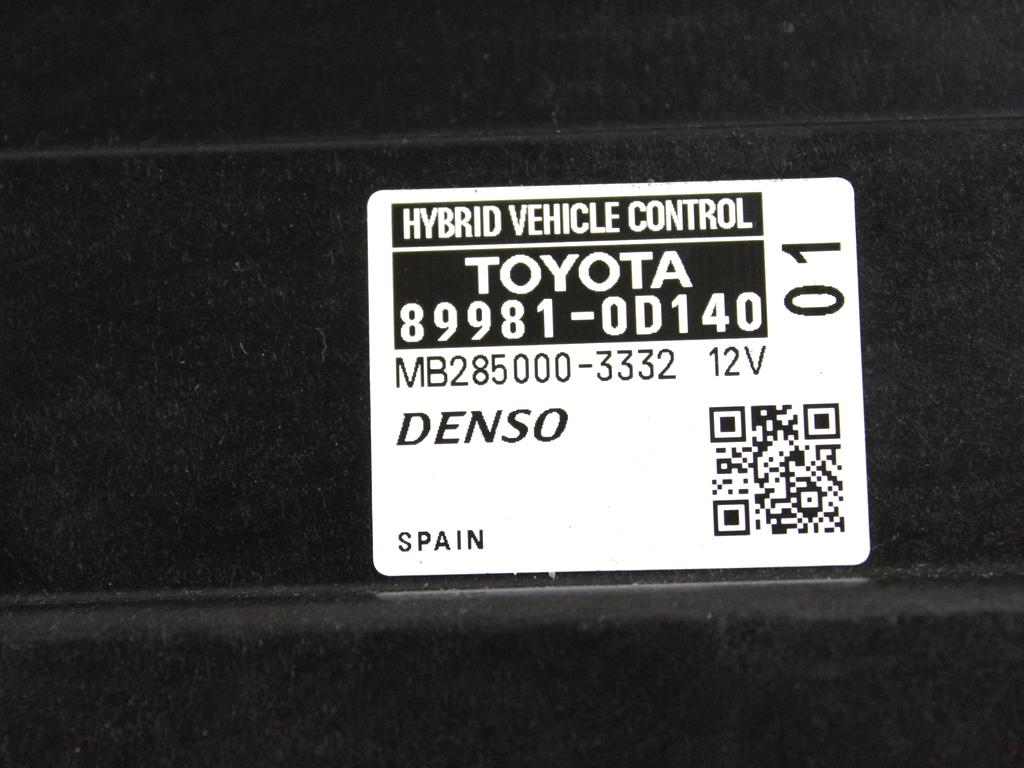 HYBRID VEHICLE CONTROL
TOYOTA
89981-0D140
01
MB285000-3332 12V
DENSO
SPAIN